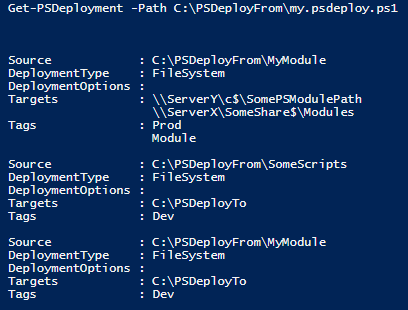 Get-PSDeployment -Path C:\PSDeployFrom\my.psdeploy.ps1
Source : C:\PSDeployFrom\MyModule
DeploymentType : FileSystem
DeploymentOptions :
Targets : \\ServerY\c$\SomePSModulePath
\\ServerX\SomeShare$\Modules
Tags : Prod
Module
Source : C:\PSDeployFrom\SomeScripts
DeploymentType : FileSystem
DeploymentOptions :
Targets : C:\PSDeployTo
Tags : Dev
Source : C:\PSDeployFrom\MyModule
DeploymentType : FileSystem
DeploymentOptions :
Targets : C:\PSDeployTo
Tags : Dev